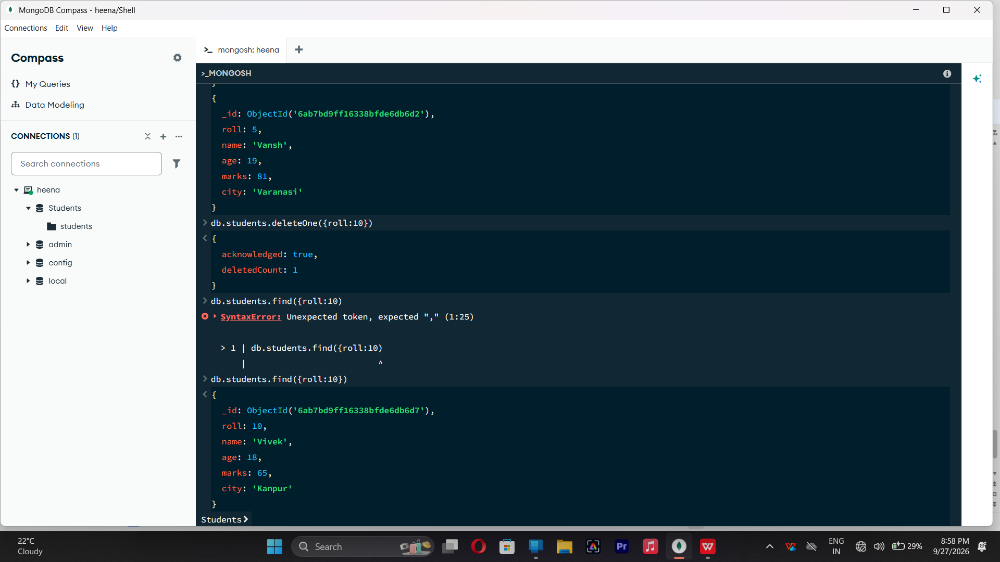 MongoDB Compass - heena/Shell
Connections Edit View Help
Compass
My Queries
Data Modeling
CONNECTIONS (1)
Search connections
heena
Students
students
admin
config
local
>_ mongosh: heena
>_MONGOSH
}
{
_id: ObjectId('6ab7bd9ff16338bfde6db6d2'),
roll: 5,
name: 'Vansh',
age: 19,
marks: 81,
city: 'Varanasi'
}
> db.students.deleteOne({roll:10})
< {
acknowledged: true,
deletedCount: 1
}
> db.students.find({roll:10)
SyntaxError: Unexpected token, expected "," (1:25)
> 1 | db.students.find({roll:10)
| ^
> db.students.find({roll:10})
< {
_id: ObjectId('6ab7bd9ff16338bfde6db6d7'),
roll: 10,
name: 'Vivek',
age: 18,
marks: 65,
city: 'Kanpur'
}
Students>
22°C
Cloudy
Search
Pr
W
ENG
IN
29%
8:58 PM
9/27/2026